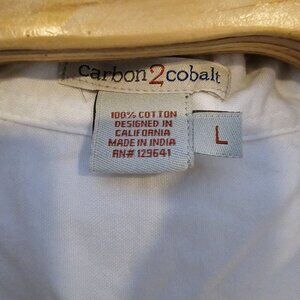 carbon2cobalt
100% COTTON
DESIGNED IN
CALIFORNIA
MADE IN INDIA
RN# 129641
L